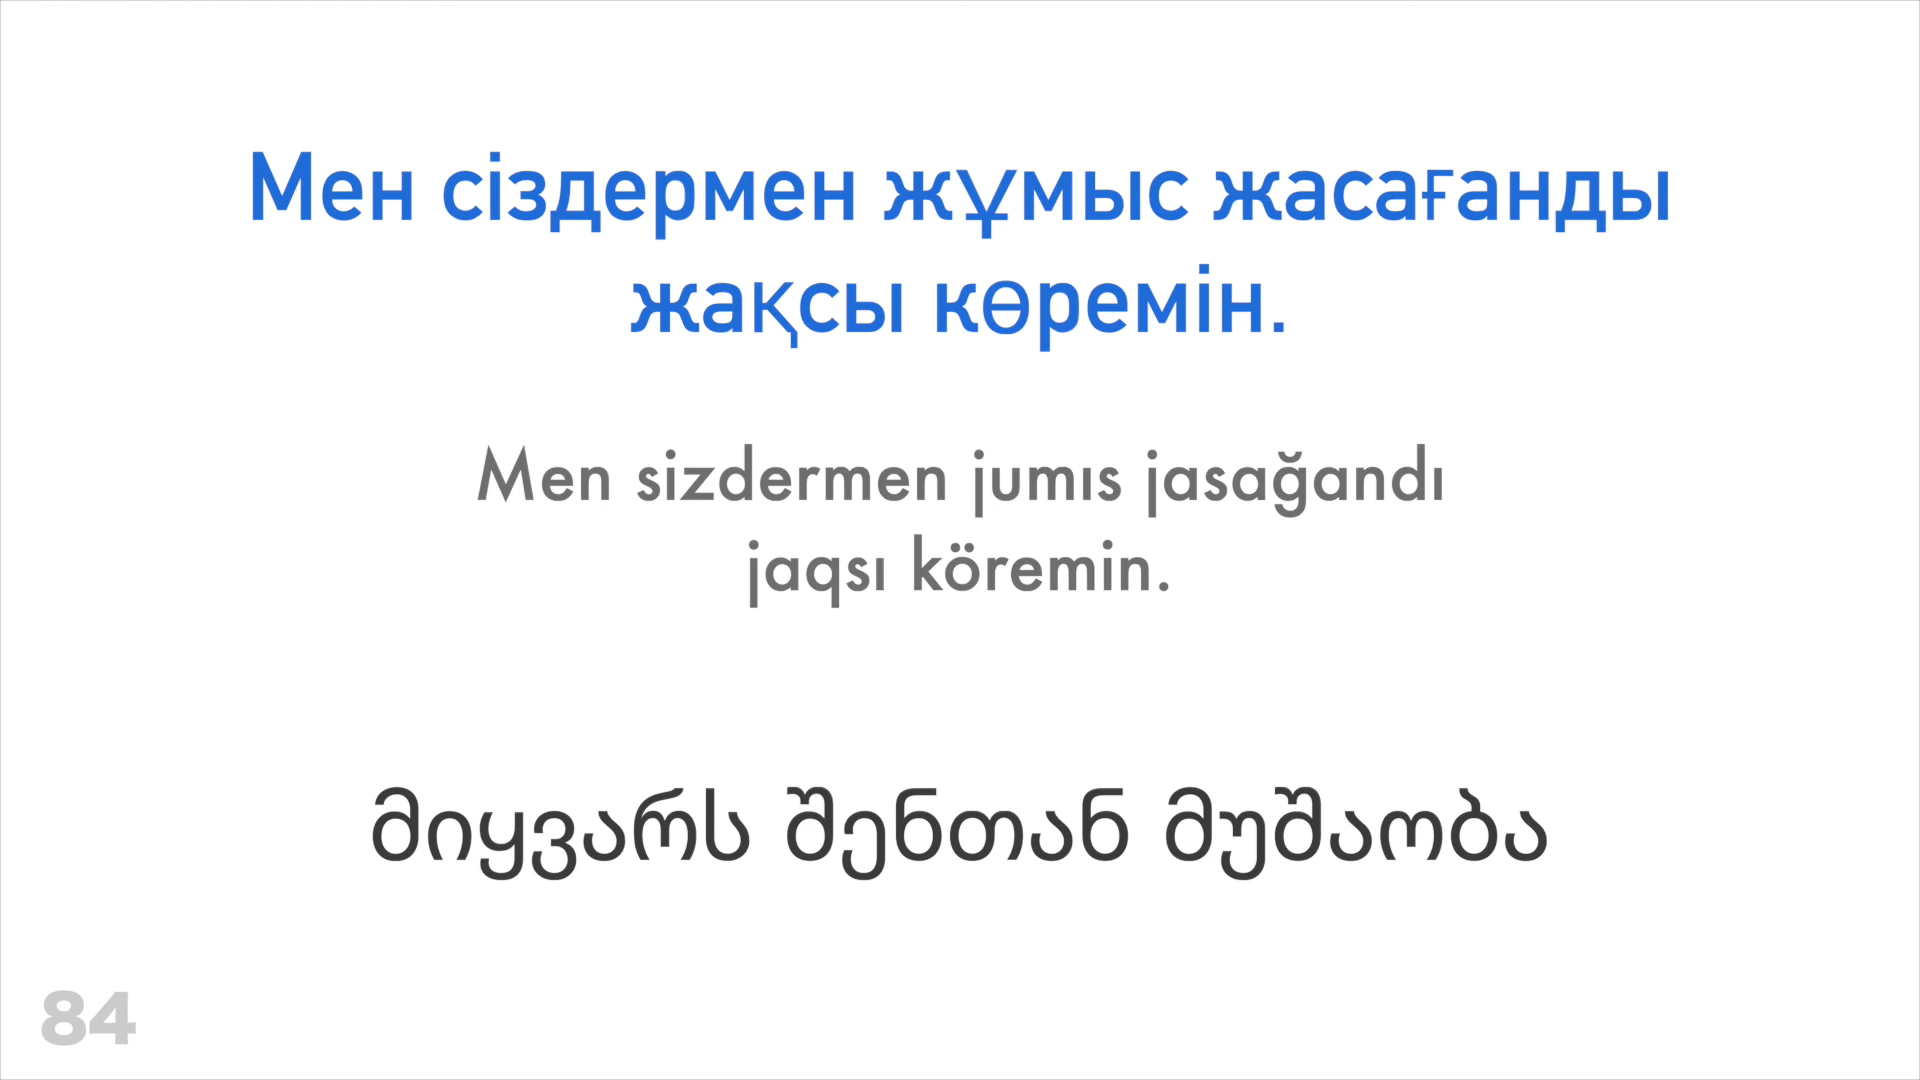 Мен сіздермен жұмыс жасағанды
жақсы көремін.
Men sizdermen jumıs jasağandı
jaqsı köremin.
მიყვარს შენთან მუშაობა
84